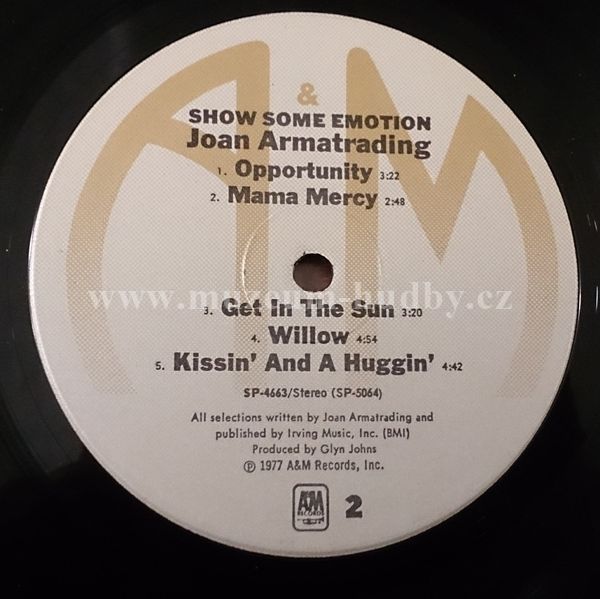 &
SHOW SOME EMOTION
Joan Armatrading
1. Opportunity 3:22
2. Mama Mercy 2:48
www.muzeum-hudby.cz
3. Get In The Sun 3:20
4. Willow 4:54
5. Kissin' And A Huggin' 4:42
SP-4663/Stereo (SP-5064)
All selections written by Joan Armatrading and
published by Irving Music, Inc. (BMI)
Produced by Glyn Johns
℗ 1977 A&M Records, Inc.
A&M
RECORDS
2